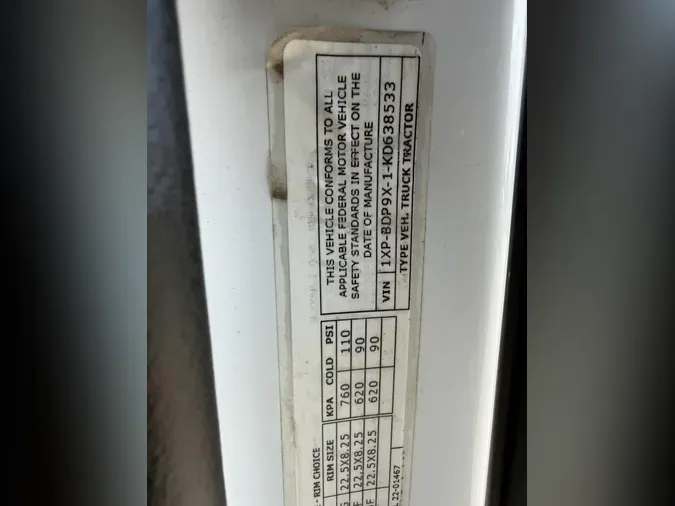 THIS VEHICLE CONFORMS TO ALL
APPLICABLE FEDERAL MOTOR VEHICLE
SAFETY STANDARDS IN EFFECT ON THE
DATE OF MANUFACTURE
VIN 1XP-BDP9X-1-KD638533
TYPE VEH. TRUCK TRACTOR
- RIM CHOICE
RIM SIZE KPA COLD PSI
22.5X8.25 760 110
22.5X8.25 620 90
22.5X8.25 620 90
22-01467